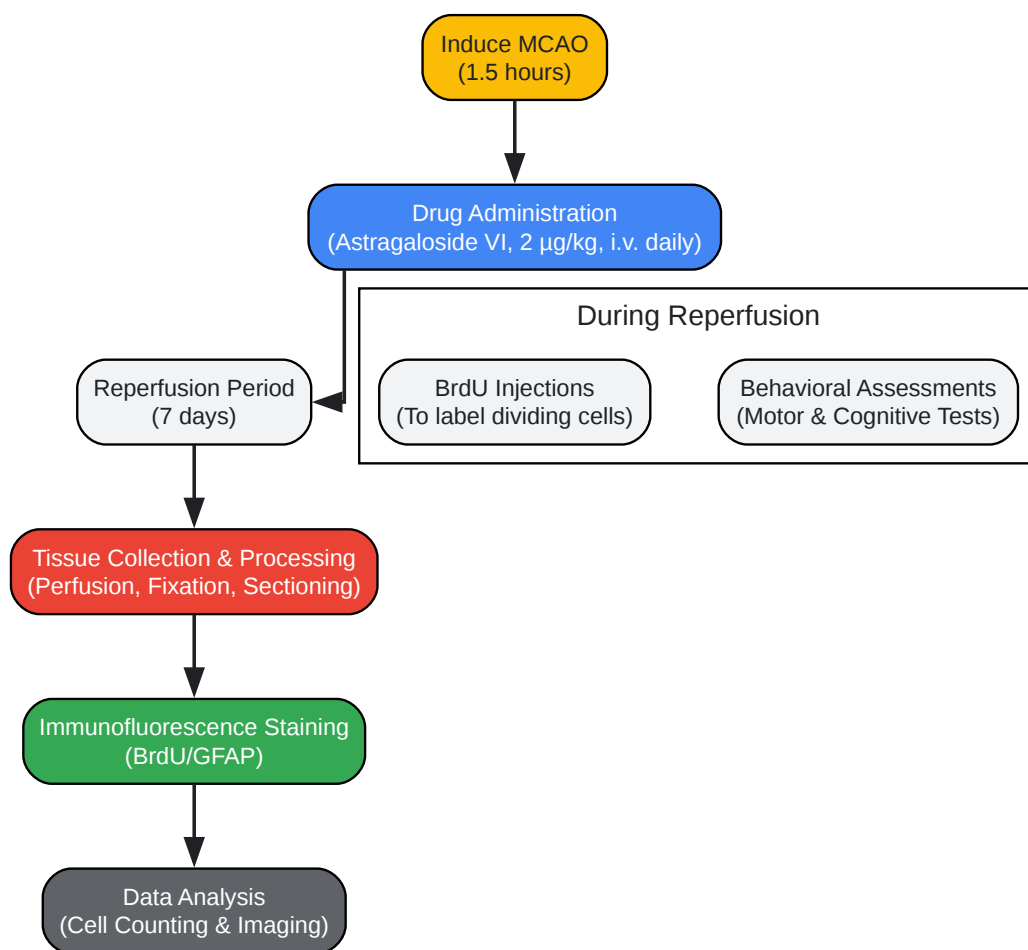 Induce MCAO
(1.5 hours)
Drug Administration
(Astragaloside VI, 2 µg/kg, i.v. daily)
During Reperfusion
Reperfusion Period
(7 days)
BrdU Injections
(To label dividing cells)
Behavioral Assessments
(Motor & Cognitive Tests)
Tissue Collection & Processing
(Perfusion, Fixation, Sectioning)
Immunofluorescence Staining
(BrdU/GFAP)
Data Analysis
(Cell Counting & Imaging)